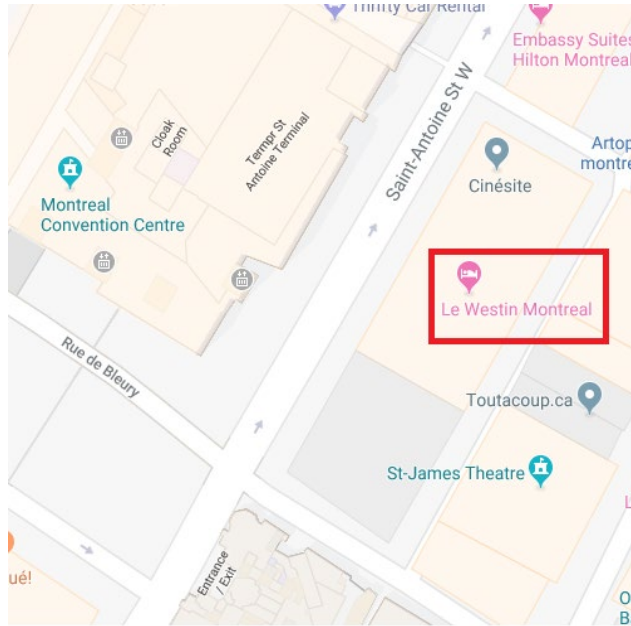 Thrifty Car Rental
Embassy Suites
Hilton Montreal
Saint-Antoine St W
Cloak
Room
Termpr St
Antoine Terminal
Artop
montre
Cinésite
Montreal
Convention Centre
Le Westin Montreal
Rue de Bleury
Toutacoup.ca
St-James Theatre
L
Entrance
/ Exit
ué!
O
B